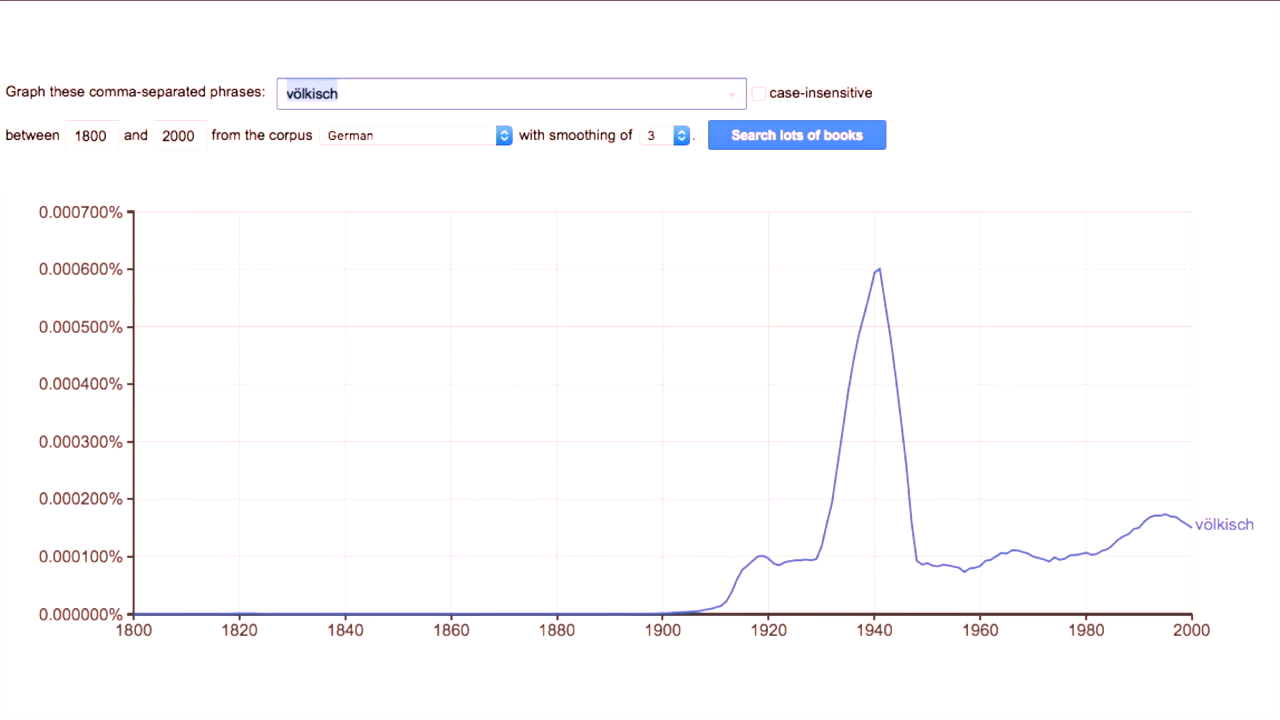 Graph these comma-separated phrases: völkisch case-insensitive
between 1800 and 2000 from the corpus German with smoothing of 3 . Search lots of books
0.000700%
0.000600%
0.000500%
0.000400%
0.000300%
0.000200%
völkisch
0.000100%
0.000000%
1800 1820 1840 1860 1880 1900 1920 1940 1960 1980 2000